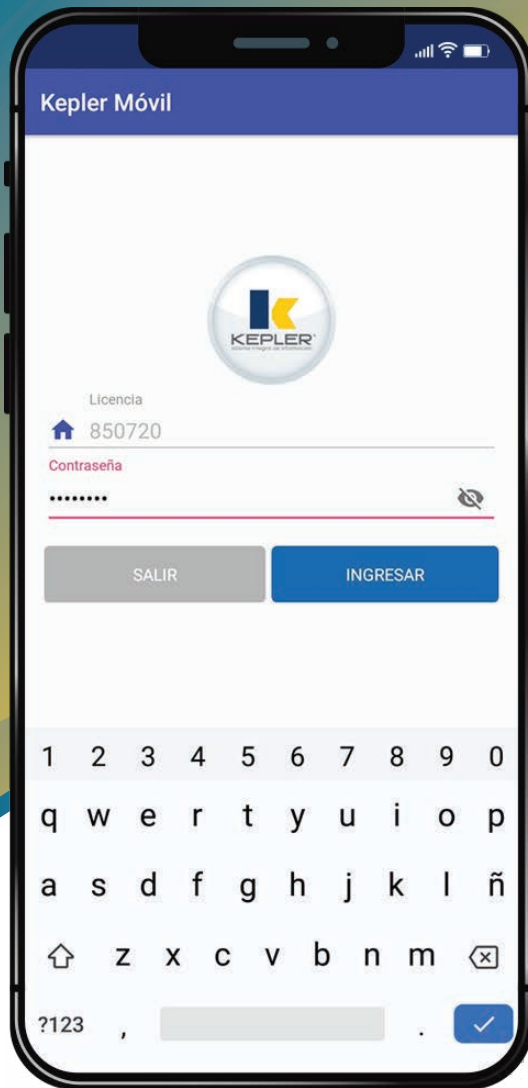 Kepler Móvil
KEPLER
Licencia
850720
Contraseña
••••••••
SALIR
INGRESAR
1 2 3 4 5 6 7 8 9 0
q w e r t y u i o p
a s d f g h j k l ñ
z x c v b n m
?123 , .